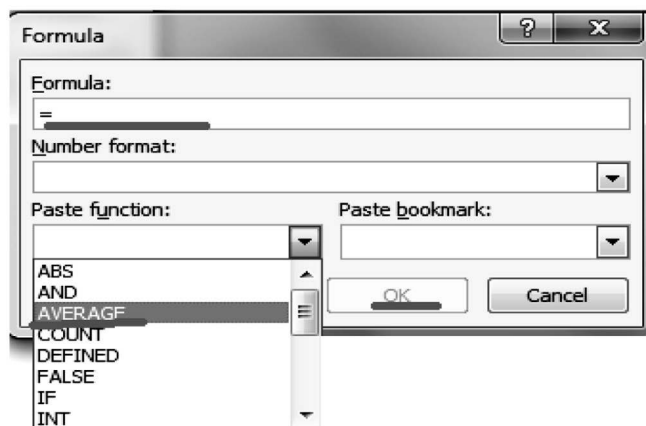 Formula
Formula:
=
Number format:
Paste function: Paste bookmark:
ABS
AND
AVERAGE
COUNT
DEFINED
FALSE
IF
INT
OK Cancel